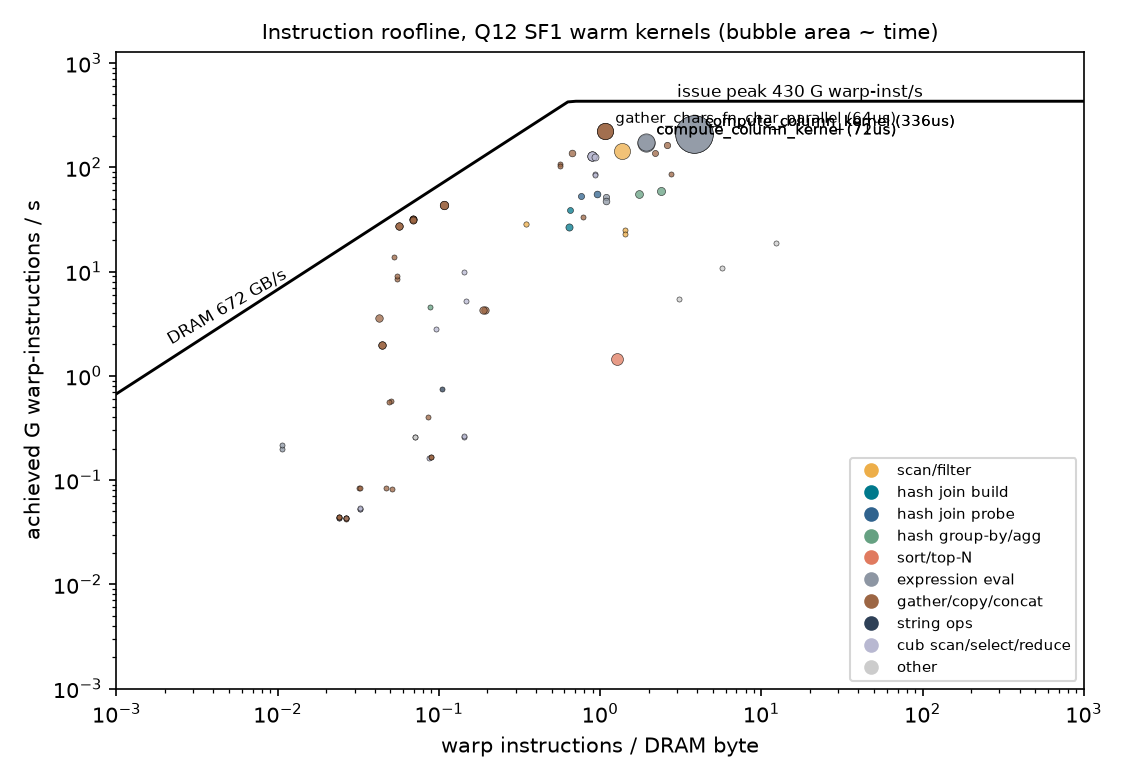 Instruction roofline, Q12 SF1 warm kernels (bubble area ~ time)
achieved G warp-instructions / s
10³
10²
10¹
10⁰
10⁻¹
10⁻²
10⁻³
issue peak 430 G warp-inst/s
gather_chars_fn_char_parallel (64us)
compute_column_kernel (336us)
compute_column_kernel (72us)
DRAM 672 GB/s
scan/filter
hash join build
hash join probe
hash group-by/agg
sort/top-N
expression eval
gather/copy/concat
string ops
cub scan/select/reduce
other
10⁻³ 10⁻² 10⁻¹ 10⁰ 10¹ 10² 10³
warp instructions / DRAM byte